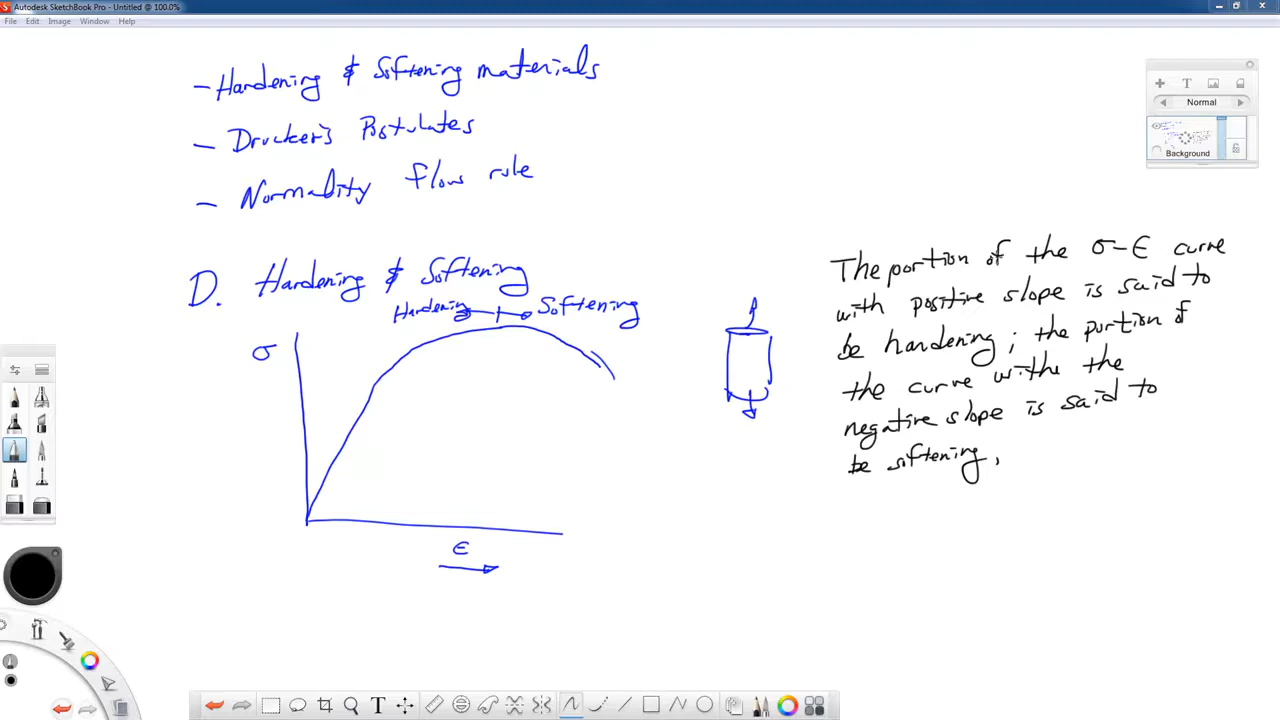 Autodesk SketchBook Pro - Untitled @ 100.0%
File Edit Image Window Help
- Hardening & Softening materials
- Drucker's Postulates
- Normality flow rule
D. Hardening & Softening
Hardening Softening
σ
ϵ
The portion of the σ-ϵ curve
with positive slope is said to
be hardening; the portion of
the curve with the
negative slope is said to
be softening.
T
Normal
Background
T